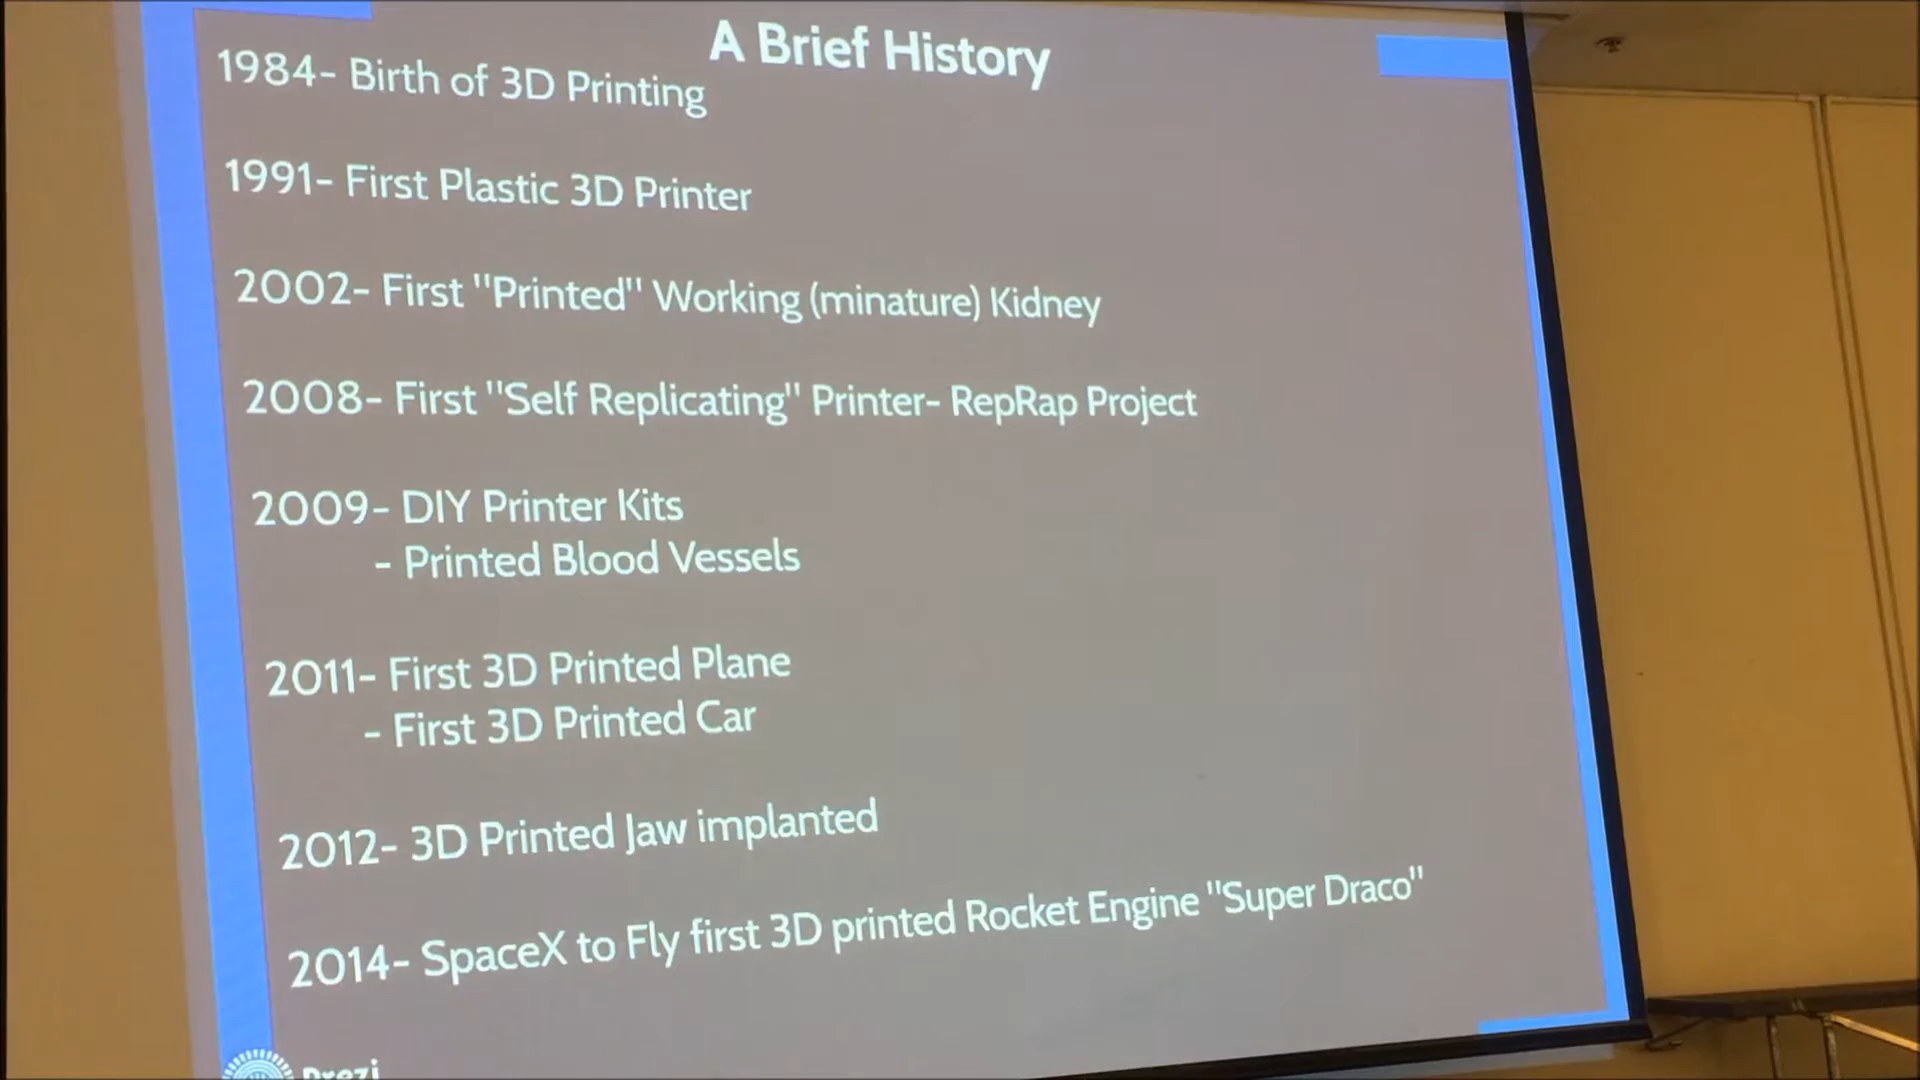 A Brief History
1984- Birth of 3D Printing
1991- First Plastic 3D Printer
2002- First "Printed" Working (minature) Kidney
2008- First "Self Replicating" Printer- RepRap Project
2009- DIY Printer Kits
- Printed Blood Vessels
2011- First 3D Printed Plane
- First 3D Printed Car
2012- 3D Printed Jaw implanted
2014- SpaceX to Fly first 3D printed Rocket Engine "Super Draco"
Prezi